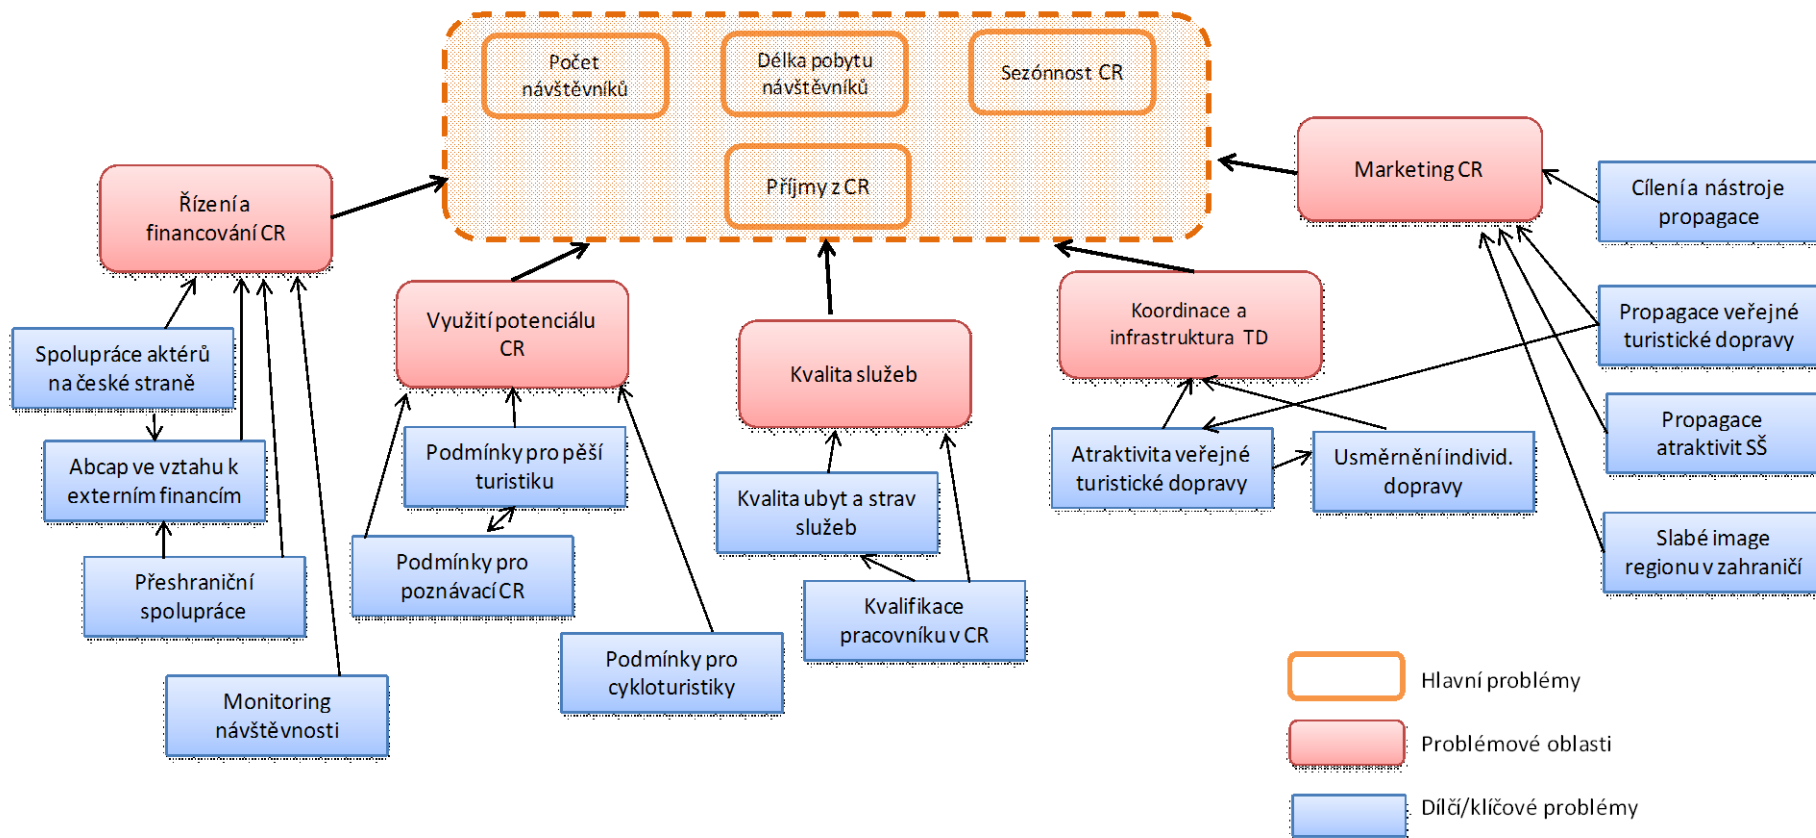 Počet
návštěvníků
Délka pobytu
návštěvníků
Sezónnost CR
Příjmy z CR
Řízení a
financování CR
Marketing CR
Využití potenciálu
CR
Kvalita služeb
Koordinace a
infrastruktura TD
Cílení a nástroje
propagace
Propagace veřejné
turistické dopravy
Propagace
atraktivit SŠ
Slabé image
regionu v zahraničí
Spolupráce aktérů
na české straně
Abcap ve vztahu k
externím financím
Přeshraniční
spolupráce
Monitoring
návštěvnosti
Podmínky pro pěší
turistiku
Podmínky pro
poznávací CR
Podmínky pro
cykloturistiky
Kvalita ubyt a strav
služeb
Kvalifikace
pracovníku v CR
Atraktivita veřejné
turistické dopravy
Usměrnění individ.
dopravy
Hlavní problémy
Problémové oblasti
Dílčí/klíčové problémy